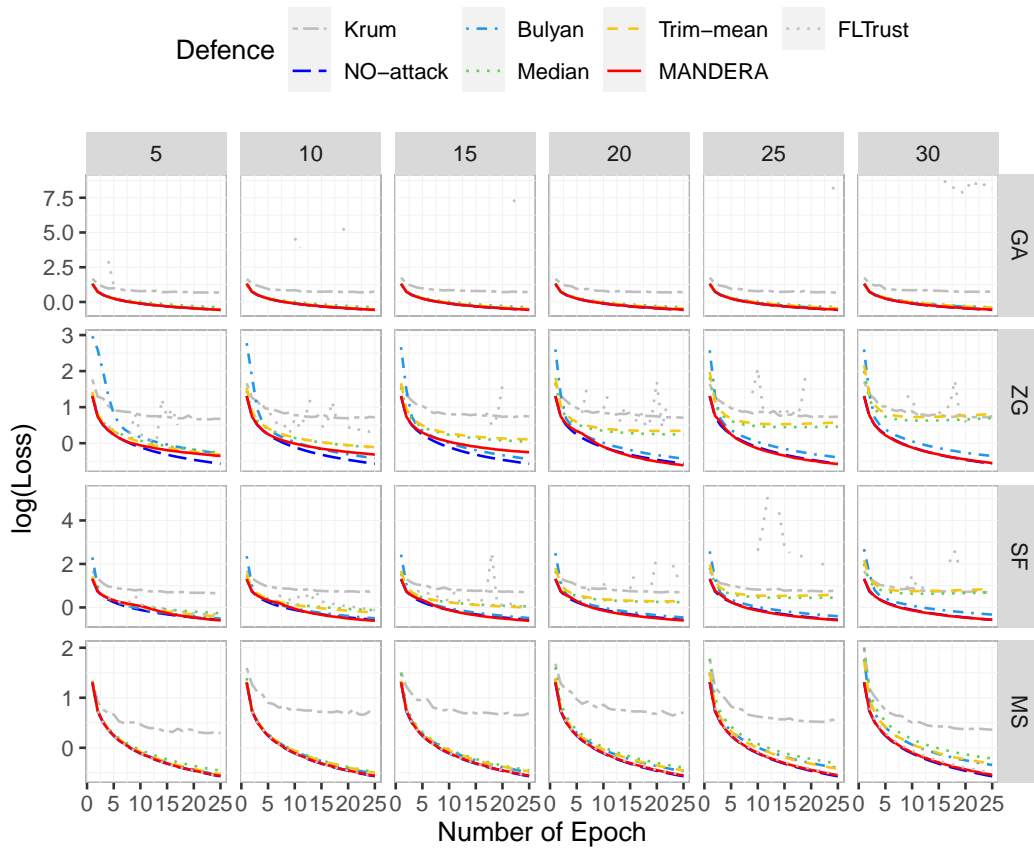 Defence
Krum
Bulyan
Trim−mean
FLTrust
NO−attack
Median
MANDERA
5
10
15
20
25
30
log(Loss)
7.5
5.0
2.5
0.0
GA
3
2
1
0
ZG
4
2
0
SF
2
1
0
MS
0 5 10 15 20 25 0 5 10 15 20 25 0 5 10 15 20 25 0 5 10 15 20 25 0 5 10 15 20 25 0 5 10 15 20 25
Number of Epoch